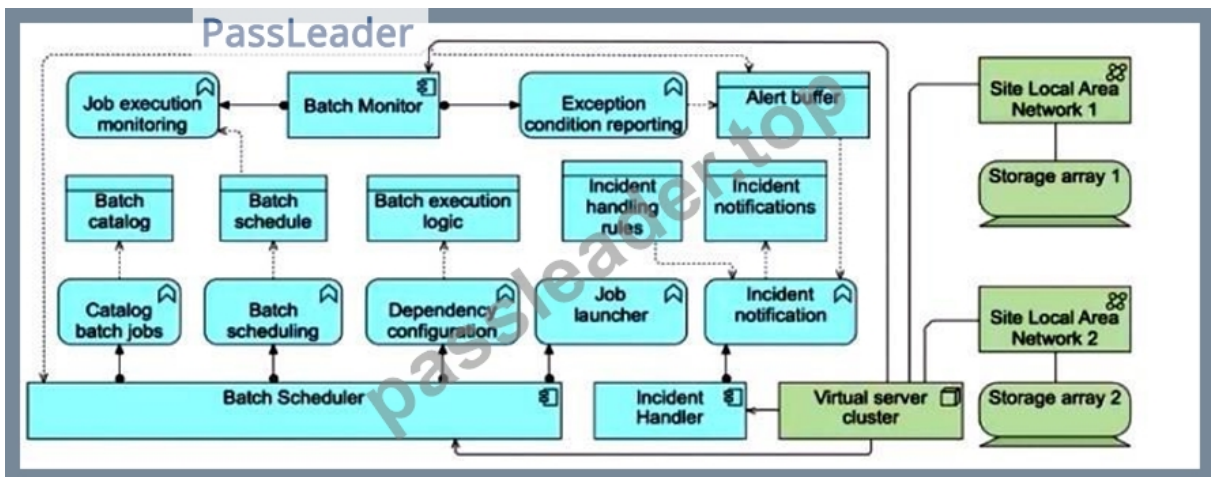 PassLeader
Job execution
monitoring
Batch Monitor
Exception
condition reporting
Alert buffer
Site Local Area
Network 1
Storage array 1
Batch
catalog
Batch
schedule
Batch execution
logic
Incident
handling
rules
Incident
notifications
Catalog
batch jobs
Batch
scheduling
Dependency
configuration
Job
launcher
Incident
notification
Site Local Area
Network 2
Storage array 2
Batch Scheduler
Incident
Handler
Virtual server
cluster
passleader.top